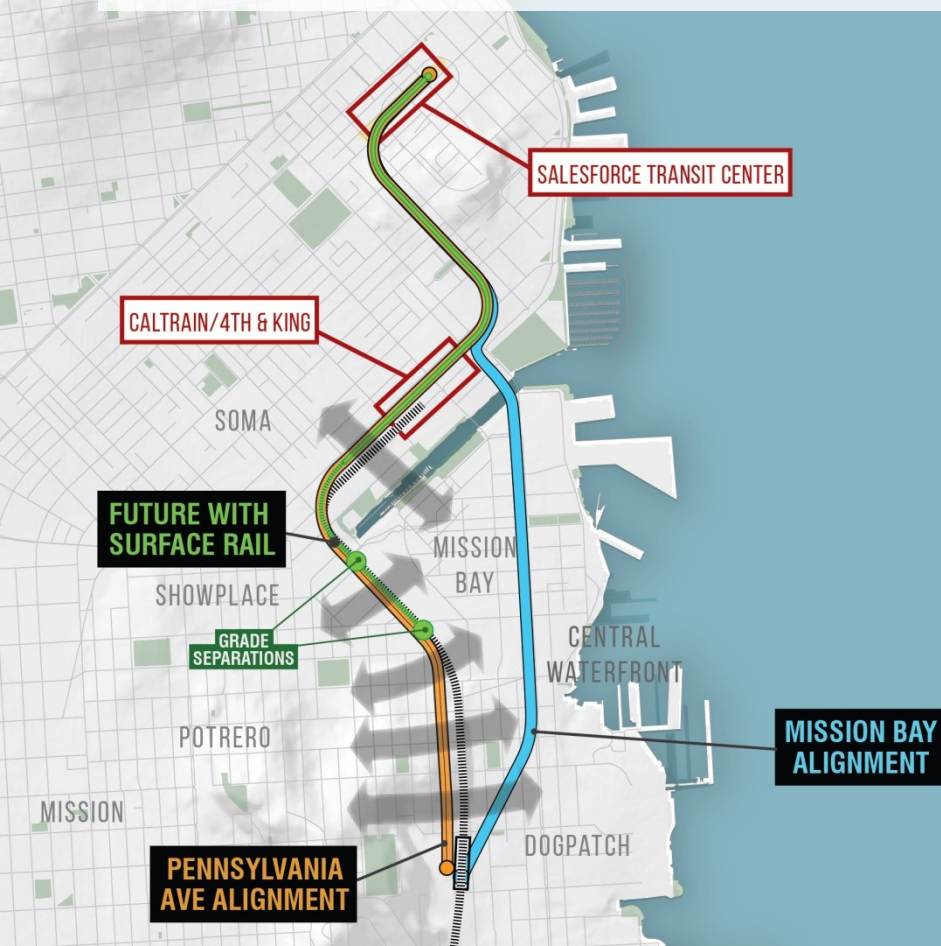 SALESFORCE TRANSIT CENTER
CALTRAIN/4TH & KING
SOMA
FUTURE WITH
SURFACE RAIL
MISSION
BAY
SHOWPLACE
GRADE
SEPARATIONS
CENTRAL
WATERFRONT
POTRERO
MISSION BAY
ALIGNMENT
MISSION
DOGPATCH
PENNSYLVANIA
AVE ALIGNMENT